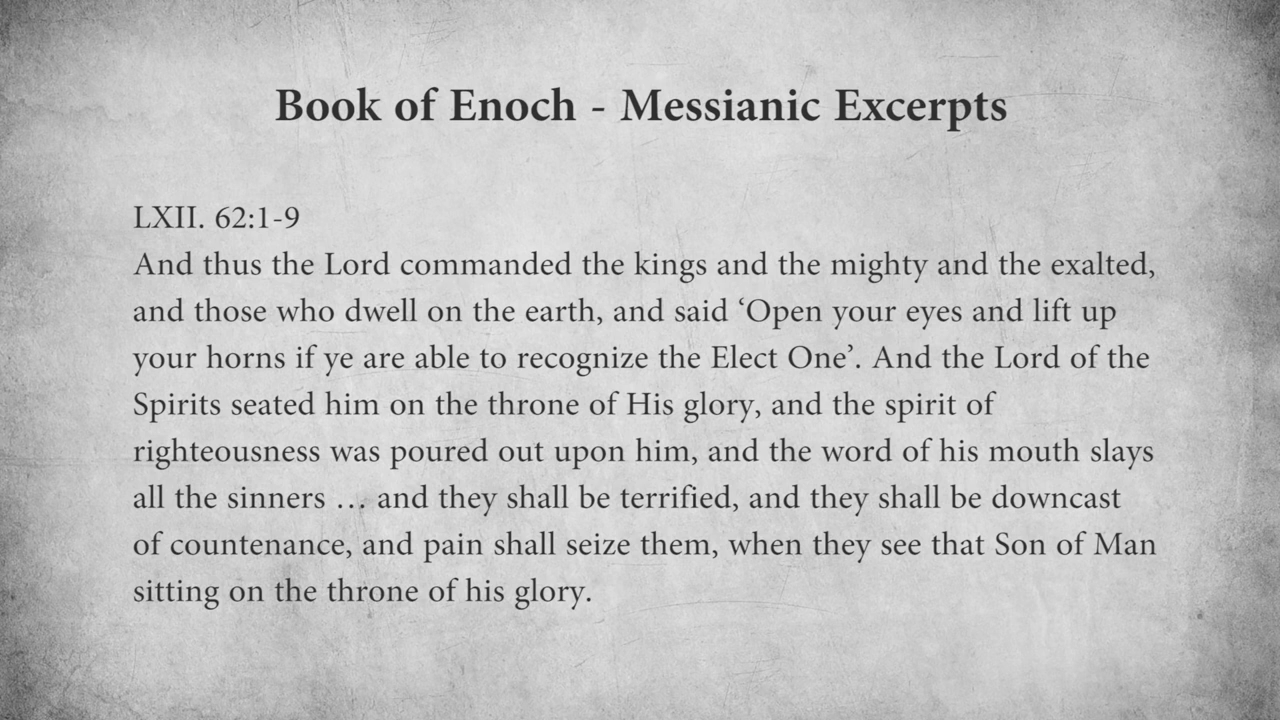 Book of Enoch - Messianic Excerpts
LXII. 62:1-9
And thus the Lord commanded the kings and the mighty and the exalted,
and those who dwell on the earth, and said ‘Open your eyes and lift up
your horns if ye are able to recognize the Elect One’. And the Lord of the
Spirits seated him on the throne of His glory, and the spirit of
righteousness was poured out upon him, and the word of his mouth slays
all the sinners … and they shall be terrified, and they shall be downcast
of countenance, and pain shall seize them, when they see that Son of Man
sitting on the throne of his glory.